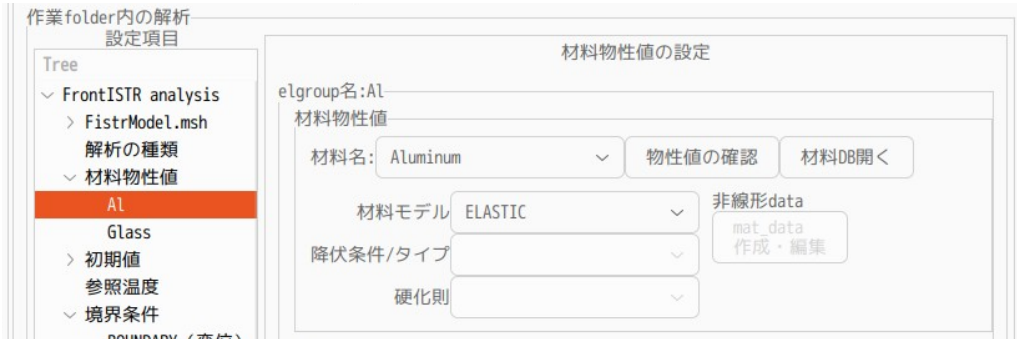 作業folder内の解析
設定項目
Tree
FrontISTR analysis
FistrModel.msh
解析の種類
材料物性値
Al
Glass
初期値
参照温度
境界条件
BOUNDARY (変位)
材料物性値の設定
elgroup名:Al
材料物性値
材料名: Aluminum 物性値の確認 材料DB開く
材料モデル ELASTIC
降伏条件/タイプ
硬化則
非線形data
mat_data
作成・編集